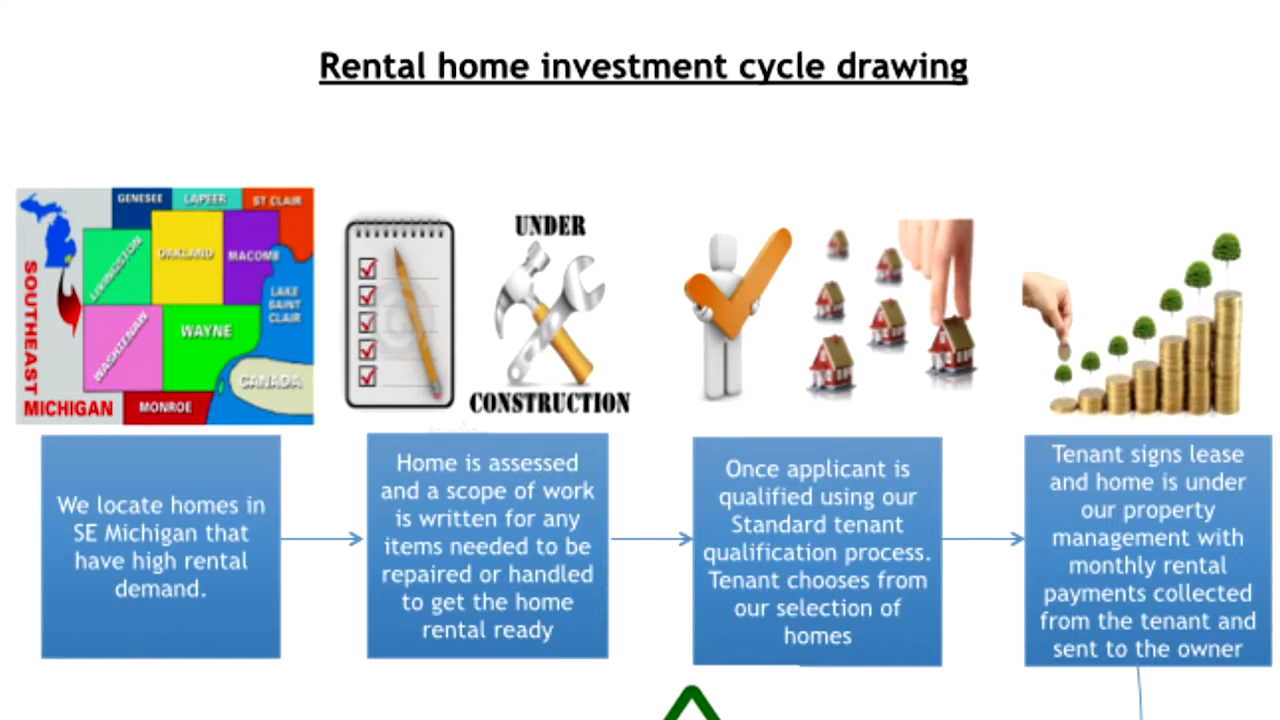 Rental home investment cycle drawing
GENESEE
LAPEER
ST CLAIR
LIVINGSTON
OAKLAND
MACOMB
LAKE
SAINT
CLAIR
SOUTHEAST
MICHIGAN
WASHTENAW
WAYNE
CANADA
MONROE
UNDER
CONSTRUCTION
We locate homes in
SE Michigan that
have high rental
demand.
Home is assessed
and a scope of work
is written for any
items needed to be
repaired or handled
to get the home
rental ready
Once applicant is
qualified using our
Standard tenant
qualification process.
Tenant chooses from
our selection of
homes
Tenant signs lease
and home is under
our property
management with
monthly rental
payments collected
from the tenant and
sent to the owner